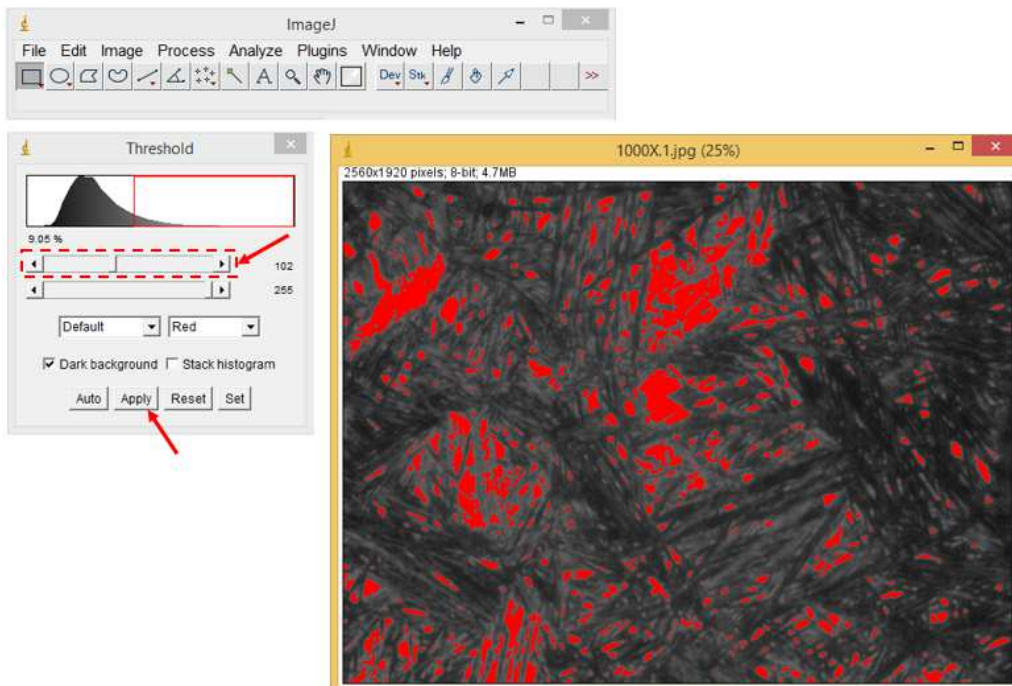 ImageJ
File Edit Image Process Analyze Plugins Window Help
A Dev Stk >>
Threshold
9.05 %
102
255
Default Red
Dark background Stack histogram
Auto Apply Reset Set
1000X.1.jpg (25%)
2560x1920 pixels; 8-bit; 4.7MB